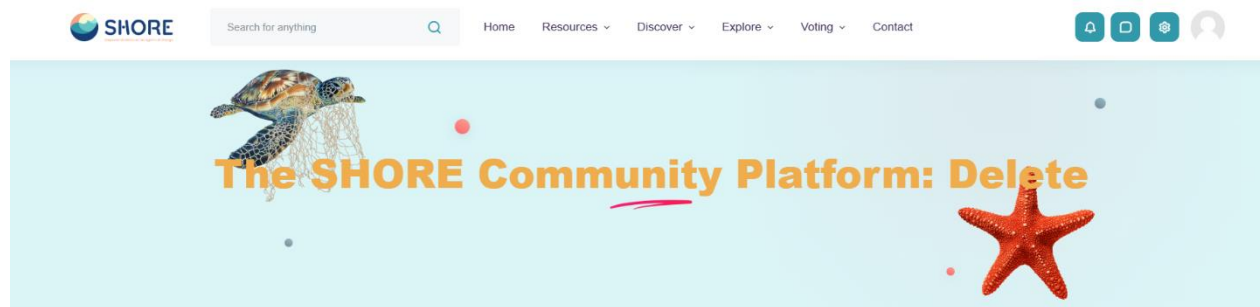 SHORE
Search for anything
Home
Resources
Discover
Explore
Voting
Contact
The SHORE Community Platform: Delete